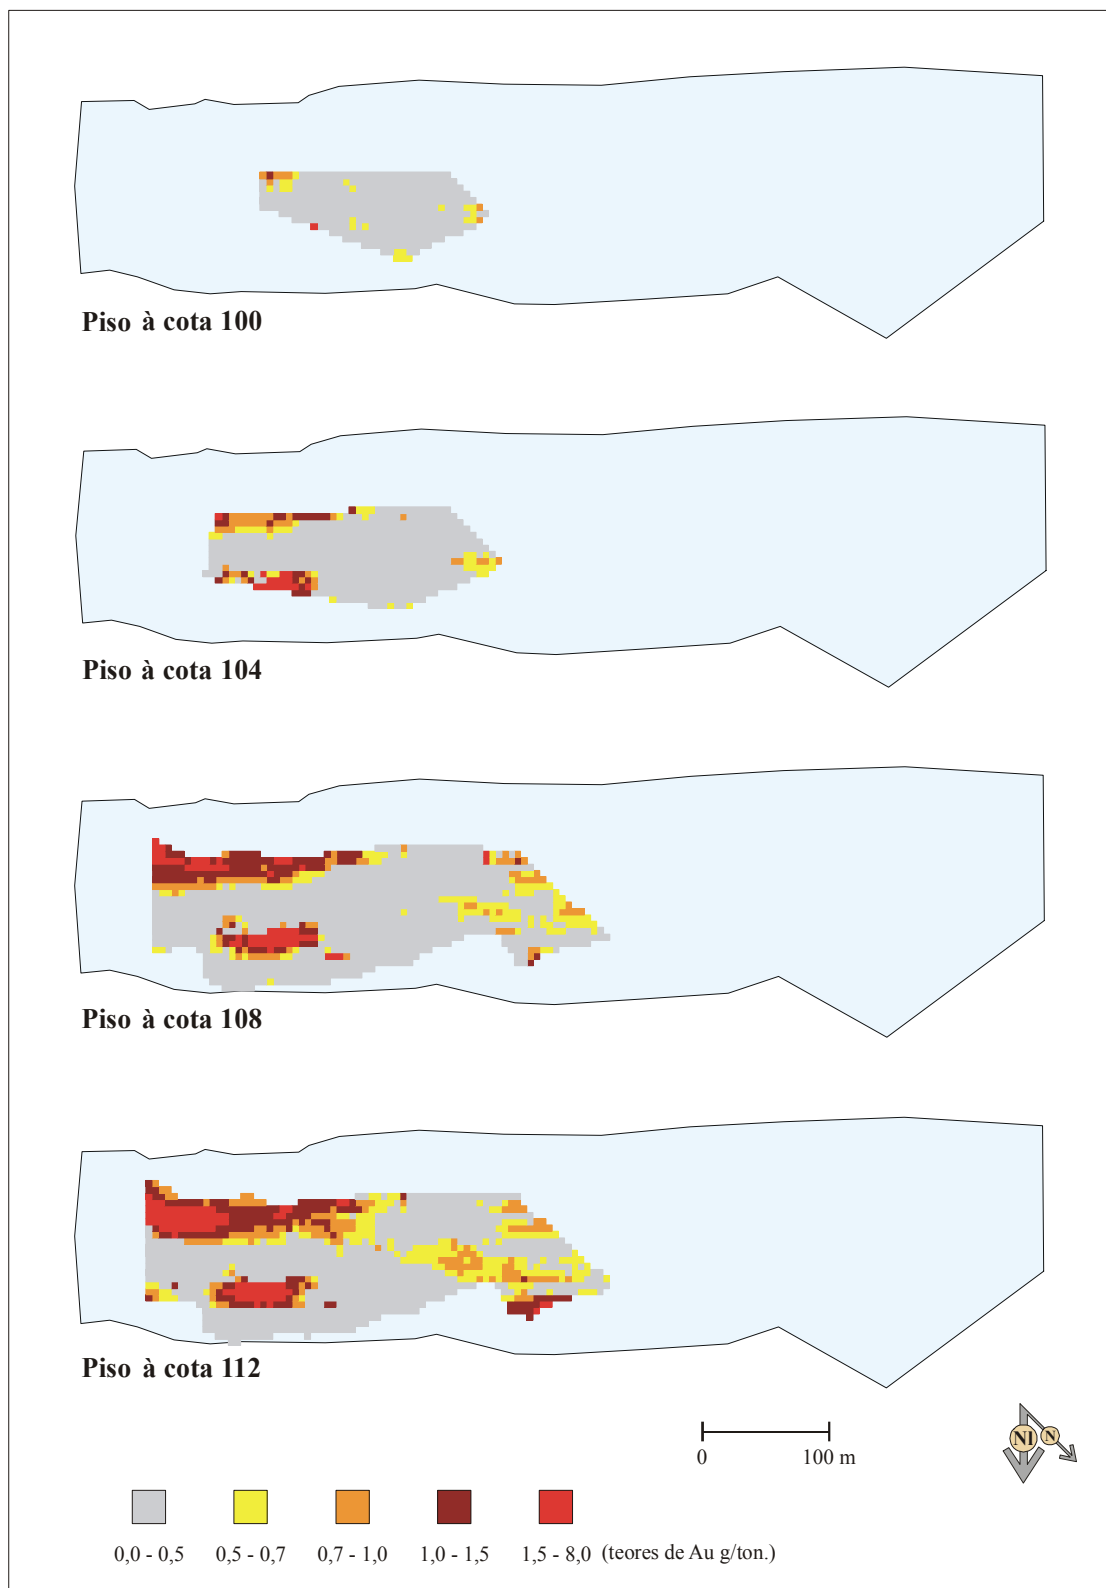 Piso à cota 100
Piso à cota 104
Piso à cota 108
Piso à cota 112
NI N
0 100 m
0,0 - 0,5 0,5 - 0,7 0,7 - 1,0 1,0 - 1,5 1,5 - 8,0 (teores de Au g/ton.)